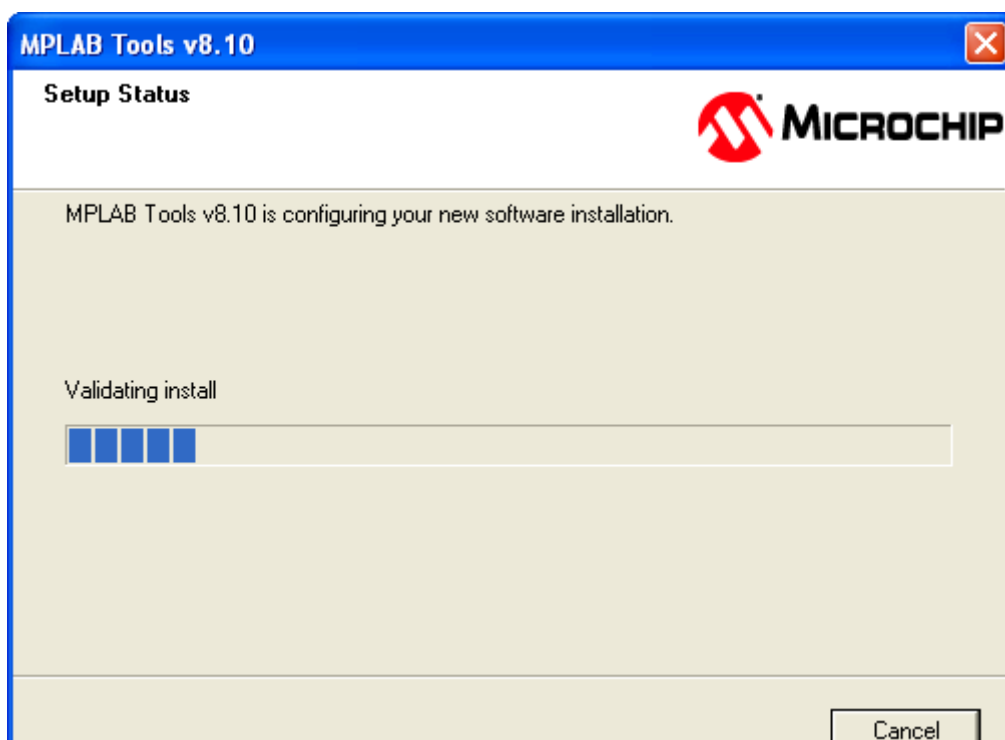 MPLAB Tools v8.10
Setup Status
MICROCHIP
MPLAB Tools v8.10 is configuring your new software installation.
Validating install
Cancel